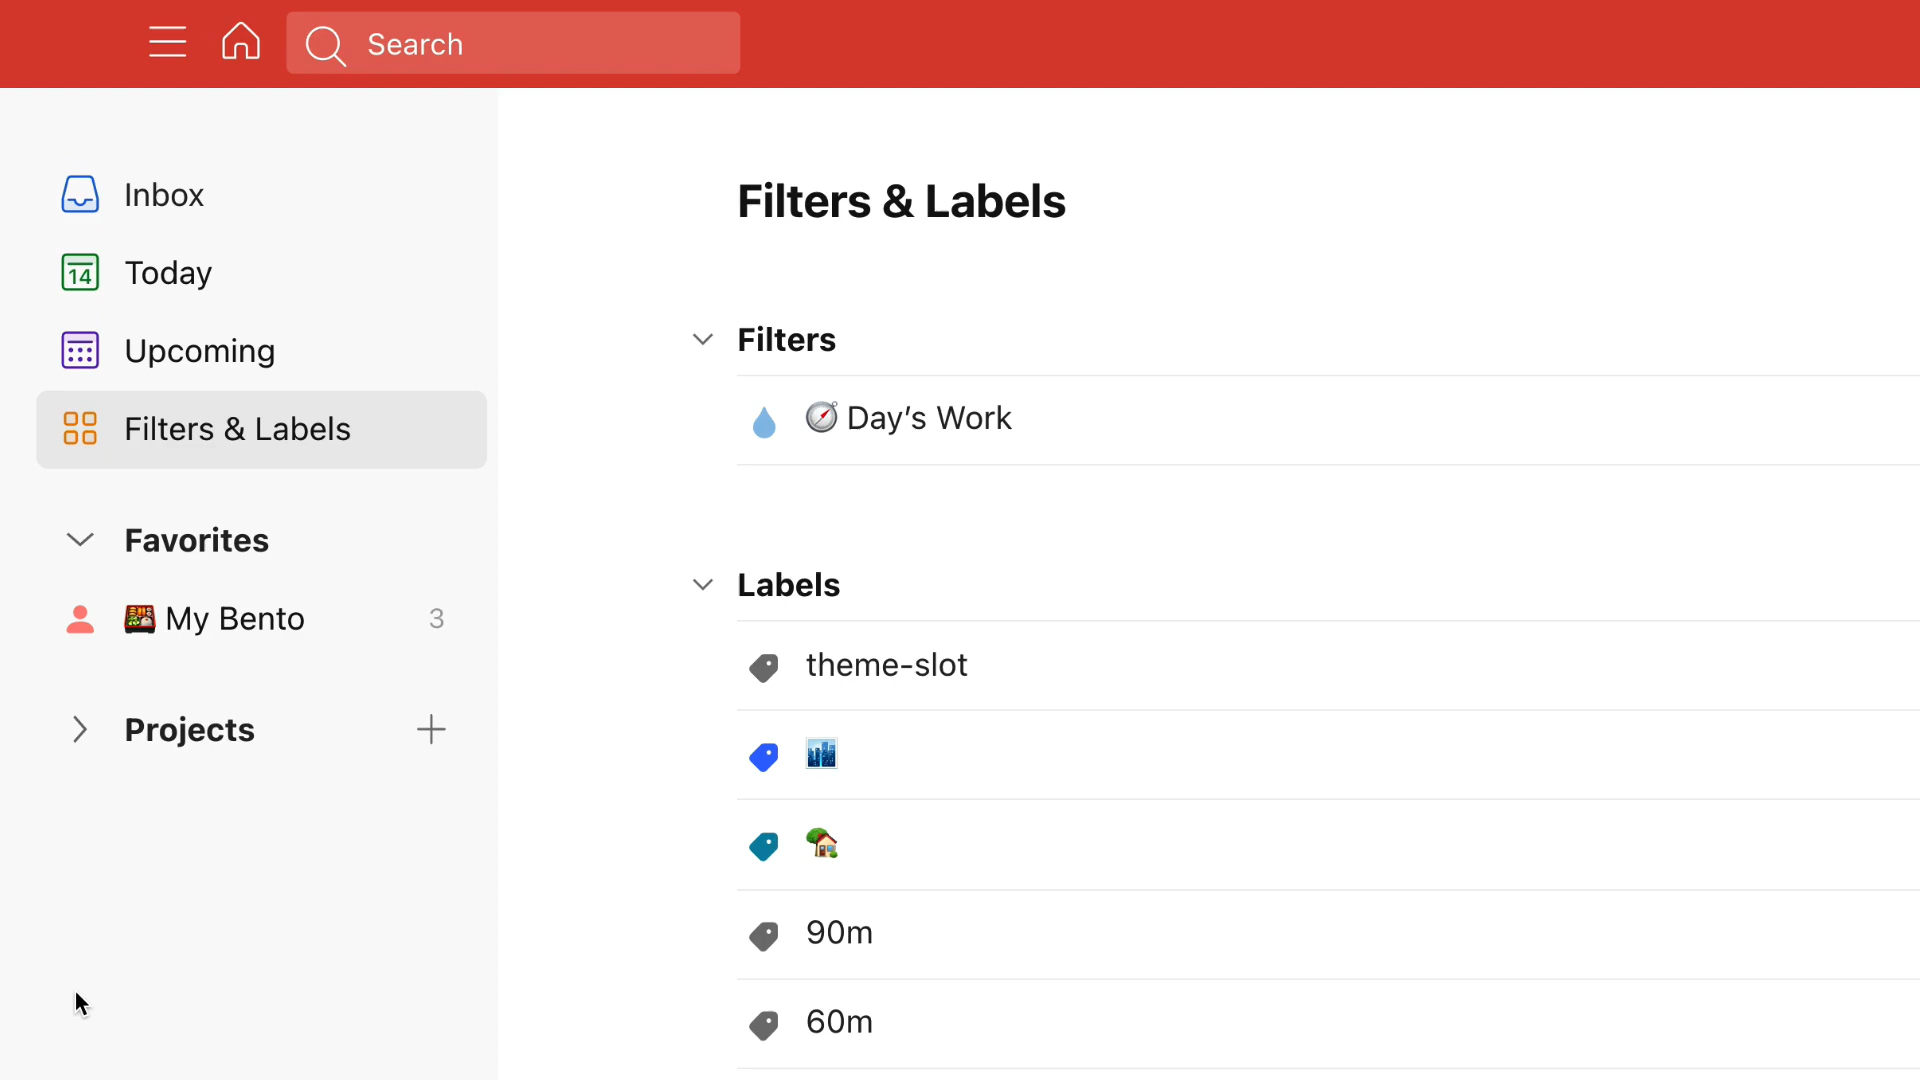 Search
Inbox
14 Today
Upcoming
Filters & Labels
Favorites
🍱 My Bento 3
Projects
Filters & Labels
Filters
🧭 Day's Work
Labels
theme-slot
🏙️
🏡
90m
60m